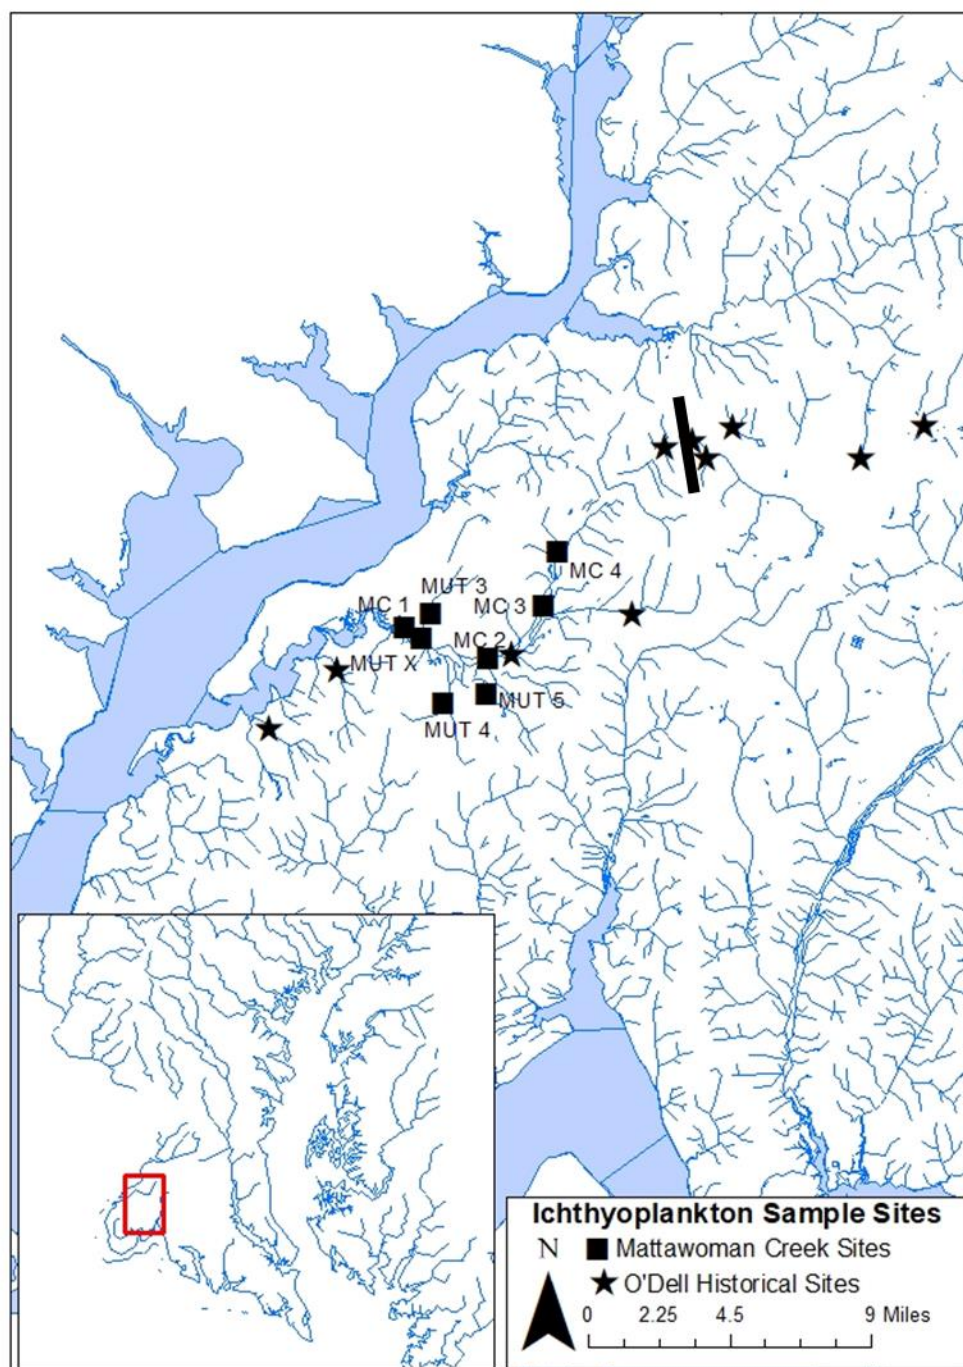 MC 4
MUT 3
MC 1
MC 3
MC 2
MUT X
MUT 5
MUT 4
Ichthyoplankton Sample Sites
N
Mattawoman Creek Sites
O'Dell Historical Sites
0 2.25 4.5 9 Miles